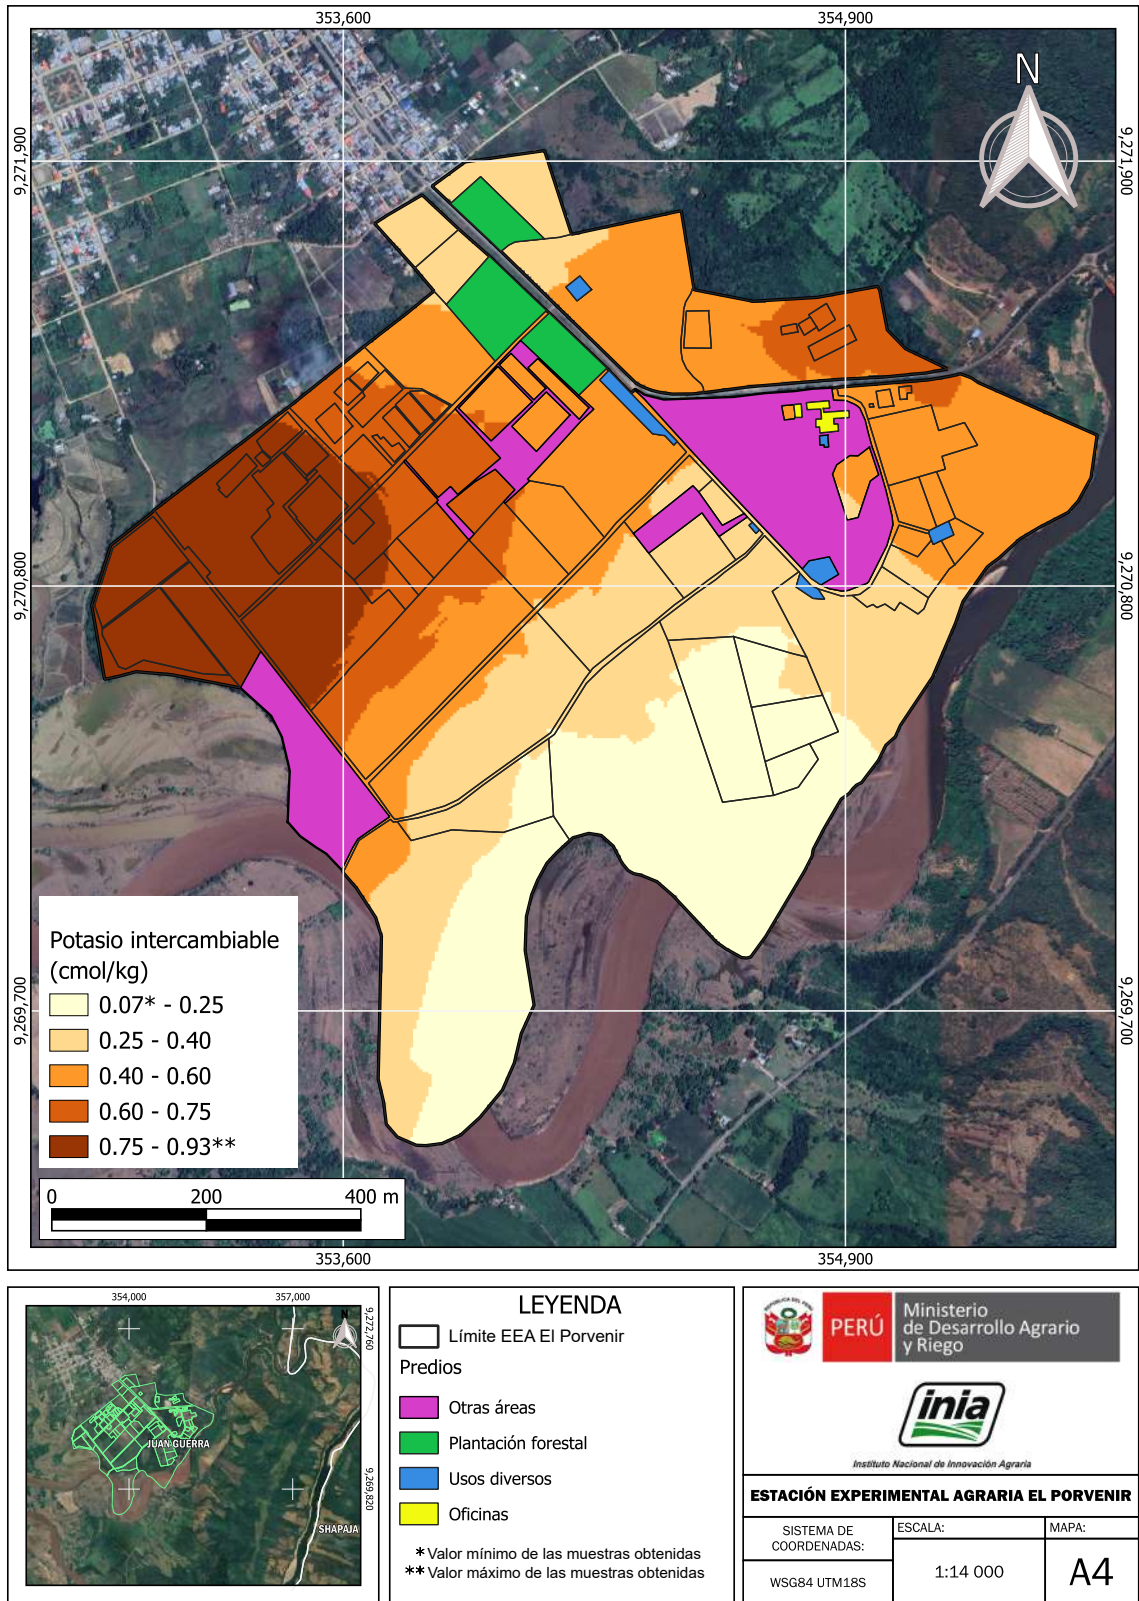 353,600
354,900
9,271,900
9,271,900
N
9,270,800
9,270,800
9,269,700
9,269,700
Potasio intercambiable
(cmol/kg)
0.07* - 0.25
0.25 - 0.40
0.40 - 0.60
0.60 - 0.75
0.75 - 0.93**
0 200 400 m
353,600
354,900
354,000
357,000
N
9,272,760
9,269,820
JUAN GUERRA
SHAPAJA
LEYENDA
Límite EEA El Porvenir
Predios
Otras áreas
Plantación forestal
Usos diversos
Oficinas
* Valor mínimo de las muestras obtenidas
** Valor máximo de las muestras obtenidas
REPÚBLICA DEL PERÚ
PERÚ
Ministerio
de Desarrollo Agrario
y Riego
inia
Instituto Nacional de Innovación Agraria
ESTACIÓN EXPERIMENTAL AGRARIA EL PORVENIR
SISTEMA DE
COORDENADAS:
WSG84 UTM18S
ESCALA:
1:14 000
MAPA:
A4